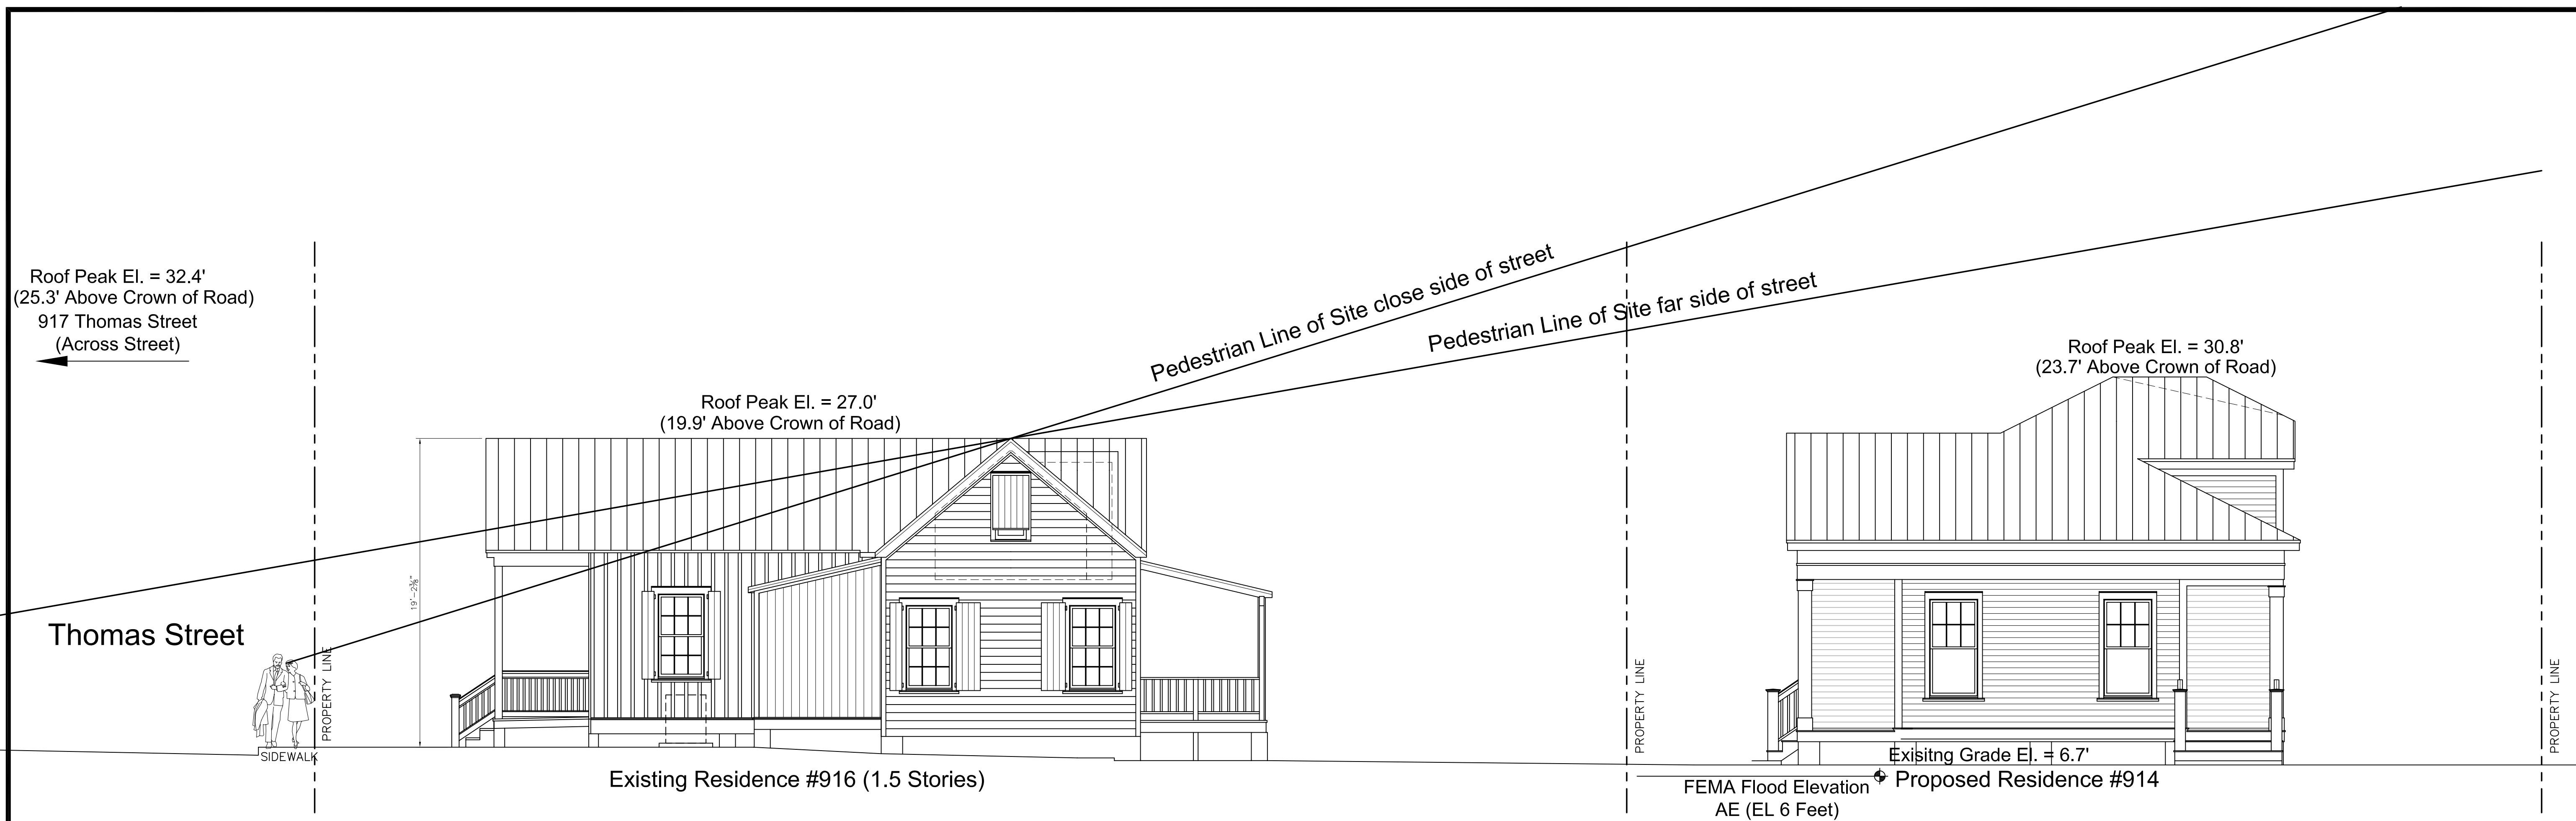 Roof Peak El. = 32.4'
(25.3' Above Crown of Road)
917 Thomas Street
(Across Street)
Thomas Street
SIDEWALK
PROPERTY LINE
19'-2⅞"
Roof Peak El. = 27.0'
(19.9' Above Crown of Road)
Existing Residence #916 (1.5 Stories)
Pedestrian Line of Site close side of street
Pedestrian Line of Site far side of street
PROPERTY LINE
Roof Peak El. = 30.8'
(23.7' Above Crown of Road)
Exisitng Grade El. = 6.7'
Proposed Residence #914
FEMA Flood Elevation
AE (EL 6 Feet)
PROPERTY LINE